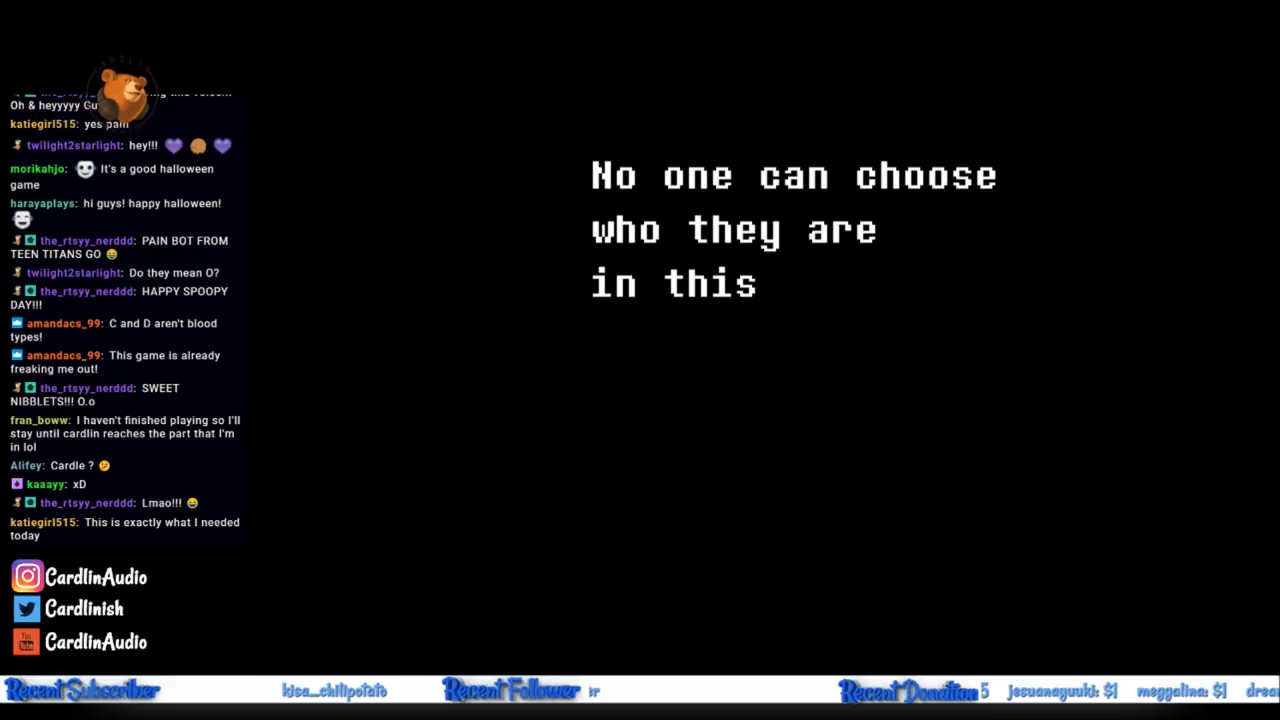 Oh & heyyyyy Gu
katiegirl515: yes pain
twilight2starlight: hey!!!
morikahjo: It's a good halloween
game
harayaplays: hi guys! happy halloween!
the_rtsyy_nerddd: PAIN BOT FROM
TEEN TITANS GO
twilight2starlight: Do they mean O?
the_rtsyy_nerddd: HAPPY SPOOPY
DAY!!!
amandacs_99: C and D aren't blood
types!
amandacs_99: This game is already
freaking me out!
the_rtsyy_nerddd: SWEET
NIBBLETS!!! O.o
fran_boww: I haven't finished playing so I'll
stay until cardlin reaches the part that I'm
in lol
Alifey: Cardle ?
kaaayy: xD
the_rtsyy_nerddd: Lmao!!!
katiegirl515: This is exactly what I needed
today
CardlinAudio
Cardlinish
CardlinAudio
No one can choose
who they are
in this
Recent Subscriber kisa_chilipotato Recent Follower Recent Donation 5 jesuanayuuki: $1 meggalina: $1 drea